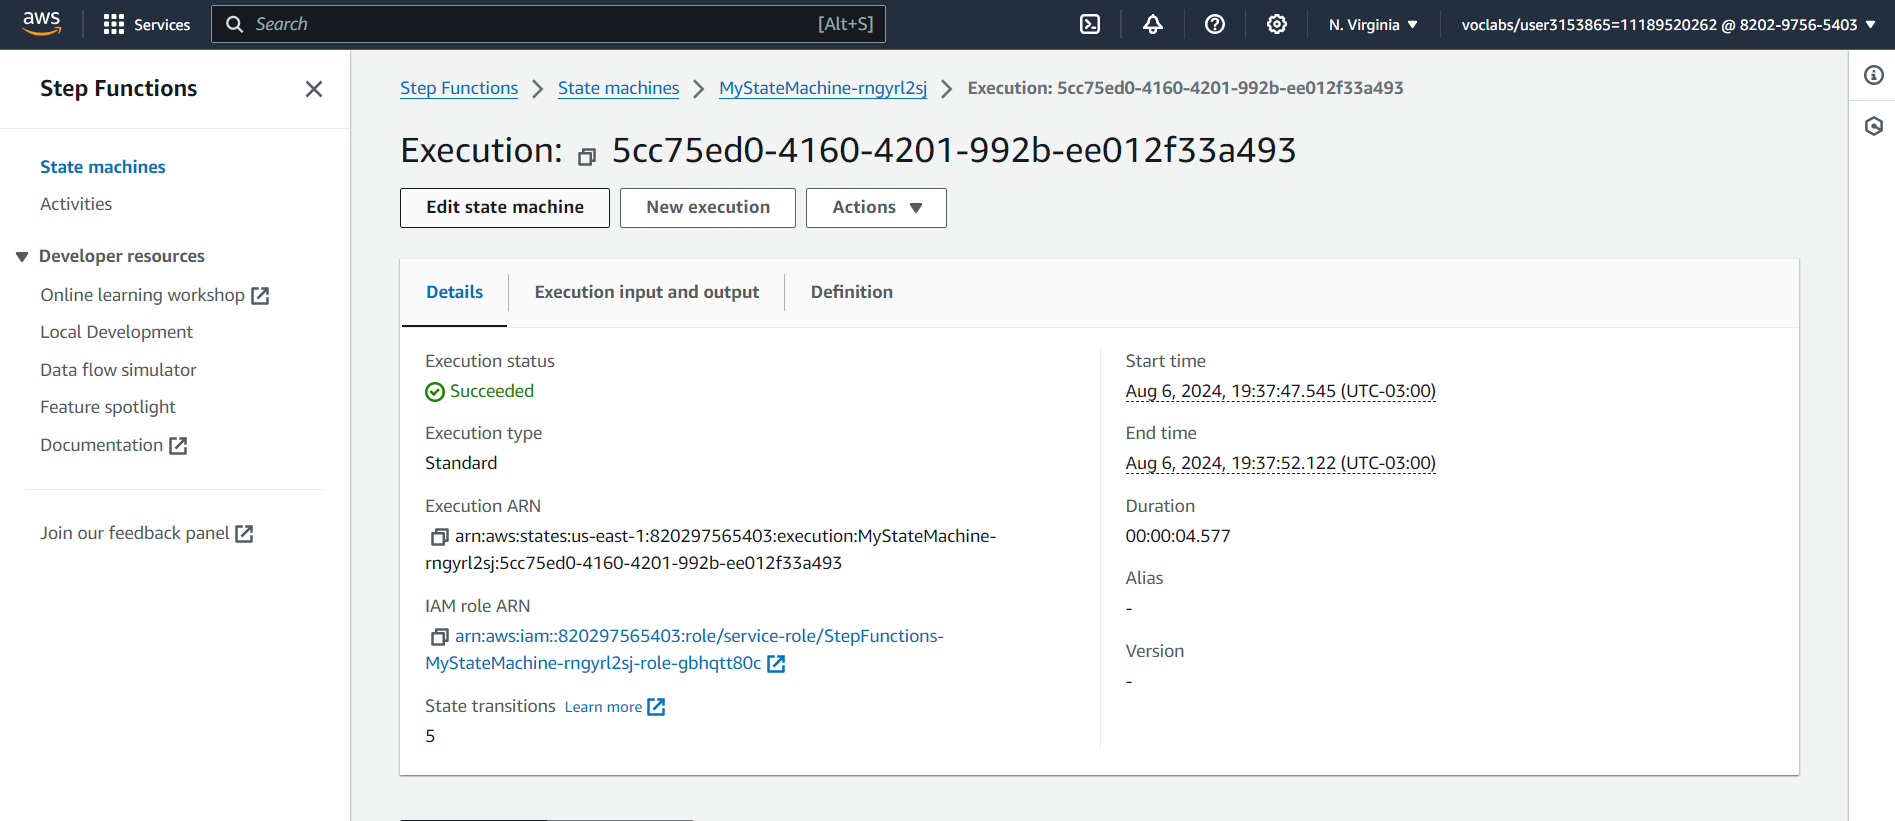 aws
Services
Search [Alt+S]
N. Virginia
voclabs/user3153865=11189520262 @ 8202-9756-5403
Step Functions
State machines
Activities
Developer resources
Online learning workshop
Local Development
Data flow simulator
Feature spotlight
Documentation
Join our feedback panel
Step Functions State machines MyStateMachine-rngyrl2sj Execution: 5cc75ed0-4160-4201-992b-ee012f33a493
Execution: 5cc75ed0-4160-4201-992b-ee012f33a493
Edit state machine New execution Actions
Details Execution input and output Definition
Execution status
Succeeded
Execution type
Standard
Execution ARN
arn:aws:states:us-east-1:820297565403:execution:MyStateMachine-
rngyrl2sj:5cc75ed0-4160-4201-992b-ee012f33a493
IAM role ARN
arn:aws:iam::820297565403:role/service-role/StepFunctions-
MyStateMachine-rngyrl2sj-role-gbhqtt80c
State transitions Learn more
5
Start time
Aug 6, 2024, 19:37:47.545 (UTC-03:00)
End time
Aug 6, 2024, 19:37:52.122 (UTC-03:00)
Duration
00:00:04.577
Alias
-
Version
-